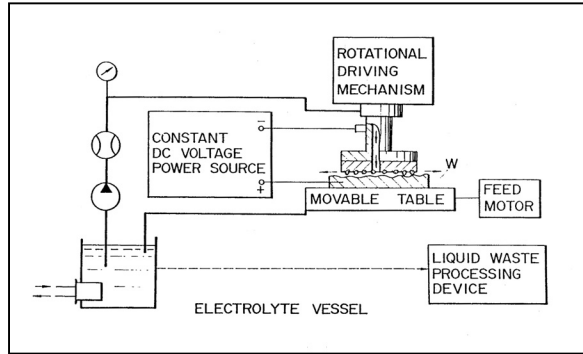 ROTATIONAL
DRIVING
MECHANISM
CONSTANT
DC VOLTAGE
POWER SOURCE
−
+
W
MOVABLE TABLE
FEED
MOTOR
LIQUID WASTE
PROCESSING
DEVICE
ELECTROLYTE VESSEL